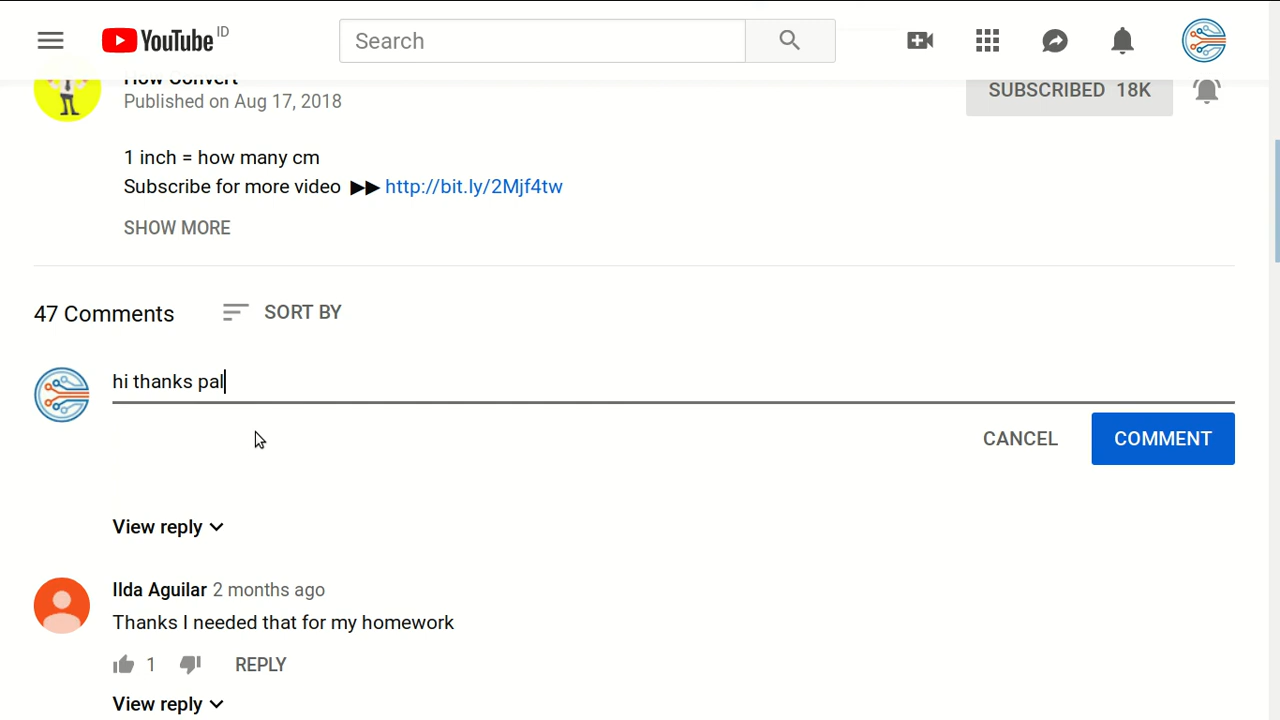 YouTube ID
Search
How Convert
Published on Aug 17, 2018
SUBSCRIBED 18K
1 inch = how many cm
Subscribe for more video ▶▶ http://bit.ly/2Mjf4tw
SHOW MORE
47 Comments
SORT BY
hi thanks pal
CANCEL
COMMENT
View reply
Ilda Aguilar 2 months ago
Thanks I needed that for my homework
1
REPLY
View reply